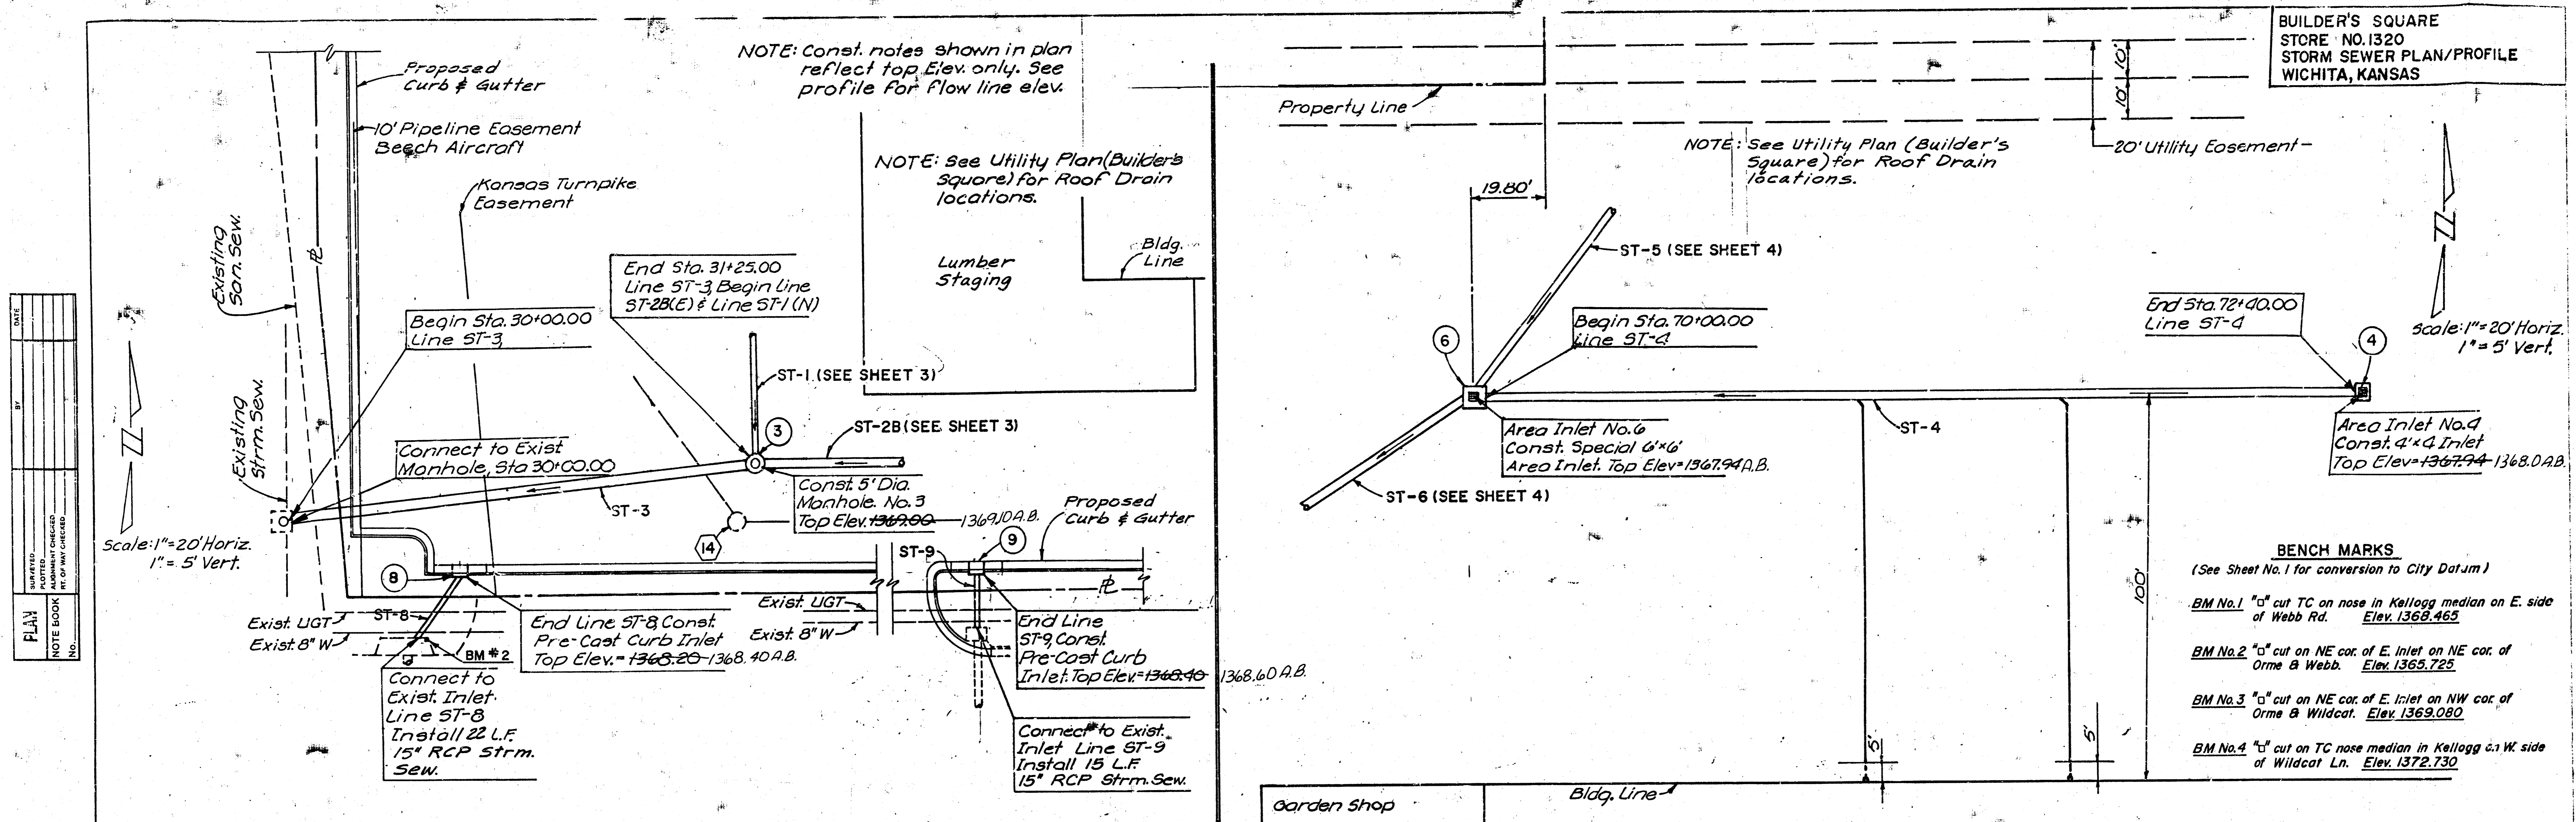 BUILDER'S SQUARE
STORE NO. 1320
STORM SEWER PLAN/PROFILE
WICHITA, KANSAS
NOTE: Const. notes shown in plan
reflect top Elev. only. See
profile for flow line elev.
Proposed
Curb & Gutter
10' Pipeline Easement
Beech Aircraft
Kansas Turnpike
Easement
NOTE: See Utility Plan (Builder's
Square) for Roof Drain
locations.
Existing
San. Sew.
℄
End Sta. 31+25.00
Line ST-3, Begin Line
ST-2B(E) & Line ST-1 (N)
Lumber
Staging
Bldg.
Line
Begin Sta. 30+00.00
Line ST-3
ST-1 (SEE SHEET 3)
3
ST-2B (SEE SHEET 3)
Existing
Strm. Sew.
Connect to Exist
Manhole, Sta 30+00.00
ST-3
Const. 5' Dia.
Manhole. No. 3
Top Elev. 1369.00 1369.10 A.B.
14
Proposed
Curb & Gutter
Scale: 1"=20' Horiz.
1"= 5' Vert.
8
ST-9
9
℄
Exist. UGT
Exist. 8" W
ST-8
BM #2
End Line ST-8, Const.
Pre-Cast Curb Inlet
Top Elev.= 1368.20 1368.40 A.B.
Exist. UGT
Exist. 8" W
End Line
ST-9, Const.
Pre-Cast Curb
Inlet. Top Elev= 1368.40 1368.60 A.B.
Connect to
Exist. Inlet.
Line ST-8
Install 22 L.F.
15" RCP Strm.
Sew.
Connect to Exist.
Inlet Line ST-9
Install 15 L.F.
15" RCP Strm. Sew.
DATE
BY
SURVEYED
PLOTTED
ALIGNMENT CHECKED
RT. OF WAY CHECKED
PLAN
NOTE BOOK
No.
Property Line
10'
10'
20' Utility Easement
NOTE: See Utility Plan (Builder's
Square) for Roof Drain
locations.
19.80'
ST-5 (SEE SHEET 4)
6
Begin Sta. 70+00.00
Line ST-4
End Sta. 72+40.00
Line ST-4
4
Scale: 1"=20' Horiz.
1"= 5' Vert.
Area Inlet No. 6
Const. Special 6'x6'
Area Inlet. Top Elev=1367.94 A.B.
ST-4
Area Inlet No. 4
Const. 4'x4 Inlet
Top Elev= 1367.94 1368.0 A.B.
ST-6 (SEE SHEET 4)
100'
5'
5'
BENCH MARKS
(See Sheet No. 1 for conversion to City Datum)
BM No.1 "□" cut TC on nose in Kellogg median on E. side
of Webb Rd. Elev. 1368.465
BM No.2 "□" cut on NE cor. of E. Inlet on NE cor. of
Orme & Webb. Elev. 1365.725
BM No.3 "□" cut on NE cor. of E. Inlet on NW cor. of
Orme & Wildcat. Elev. 1369.080
BM No.4 "□" cut on TC nose median in Kellogg on W. side
of Wildcat Ln. Elev. 1372.730
Garden Shop
Bldg. Line